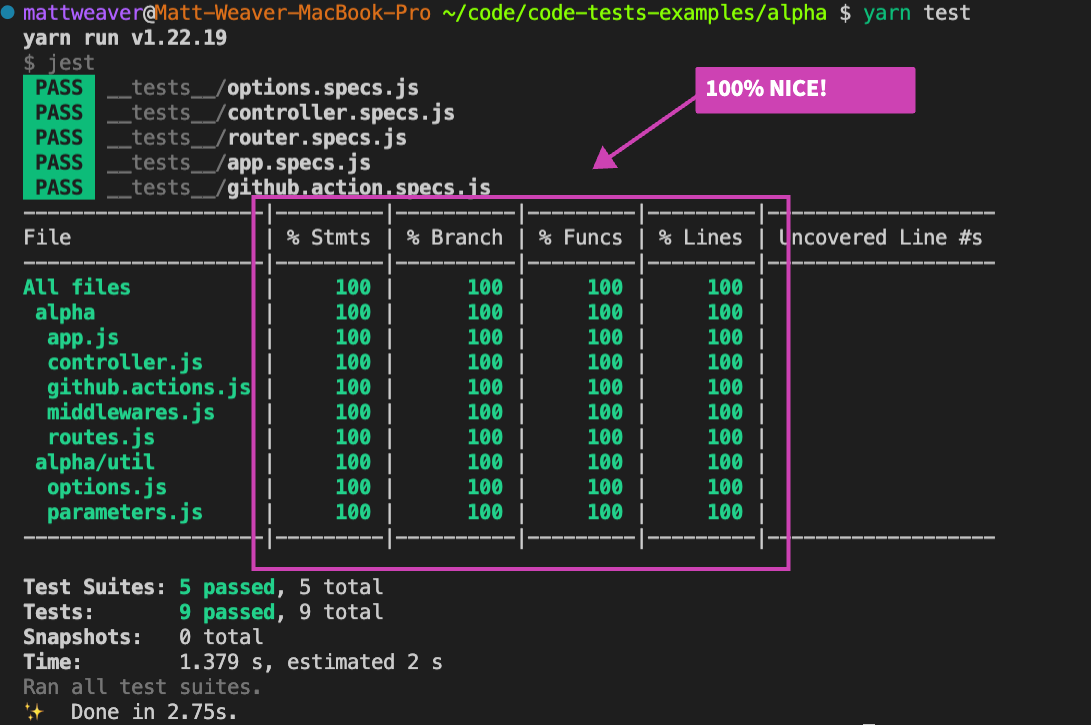 mattweaver@Matt-Weaver-MacBook-Pro ~/code/code-tests-examples/alpha $ yarn test
yarn run v1.22.19
$ jest
PASS __tests__/options.specs.js
100% NICE!
PASS __tests__/controller.specs.js
PASS __tests__/router.specs.js
PASS __tests__/app.specs.js
PASS __tests__/github.action.specs.js
File | % Stmts | % Branch | % Funcs | % Lines | Uncovered Line #s
All files | 100 | 100 | 100 | 100 |
alpha | 100 | 100 | 100 | 100 |
app.js | 100 | 100 | 100 | 100 |
controller.js | 100 | 100 | 100 | 100 |
github.actions.js | 100 | 100 | 100 | 100 |
middlewares.js | 100 | 100 | 100 | 100 |
routes.js | 100 | 100 | 100 | 100 |
alpha/util | 100 | 100 | 100 | 100 |
options.js | 100 | 100 | 100 | 100 |
parameters.js | 100 | 100 | 100 | 100 |
Test Suites: 5 passed, 5 total
Tests: 9 passed, 9 total
Snapshots: 0 total
Time: 1.379 s, estimated 2 s
Ran all test suites.
✨ Done in 2.75s.